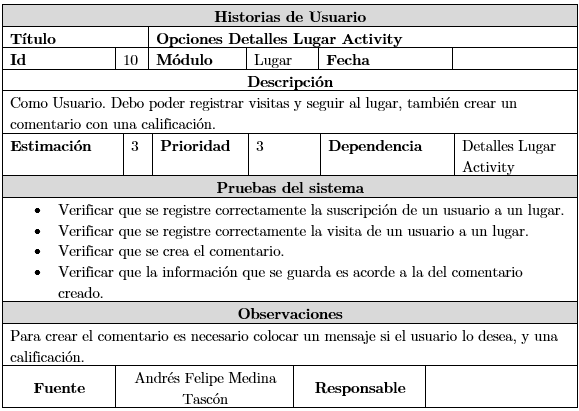 Historias de Usuario
Título Opciones Detalles Lugar Activity
Id 10 Módulo Lugar Fecha
Descripción
Como Usuario. Debo poder registrar visitas y seguir al lugar, también crear un
comentario con una calificación.
Estimación 3 Prioridad 3 Dependencia Detalles Lugar
Activity
Pruebas del sistema
• Verificar que se registre correctamente la suscripción de un usuario a un lugar.
• Verificar que se registre correctamente la visita de un usuario a un lugar.
• Verificar que se crea el comentario.
• Verificar que la información que se guarda es acorde a la del comentario
creado.
Observaciones
Para crear el comentario es necesario colocar un mensaje si el usuario lo desea, y una
calificación.
Fuente Andrés Felipe Medina
Tascón Responsable